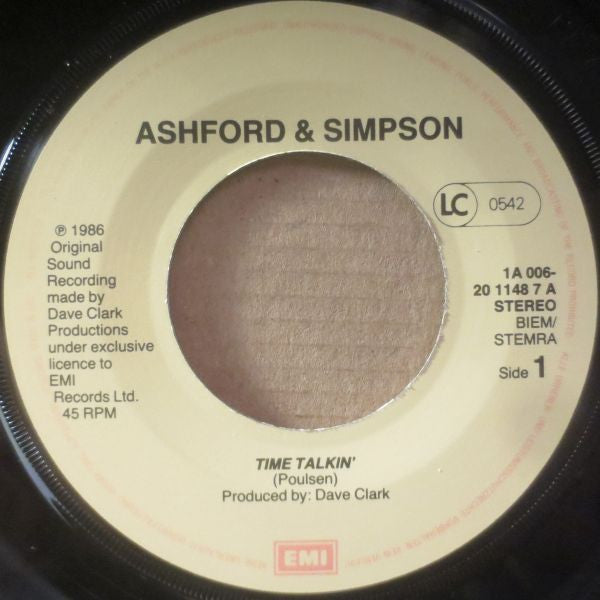 ASHFORD & SIMPSON
LC 0542
℗ 1986
Original
Sound
Recording
made by
Dave Clark
Productions
under exclusive
licence to
EMI
Records Ltd.
45 RPM
1A 006-
20 1148 7 A
STEREO
BIEM/
STEMRA
Side 1
TIME TALKIN'
(Poulsen)
Produced by: Dave Clark
EMI